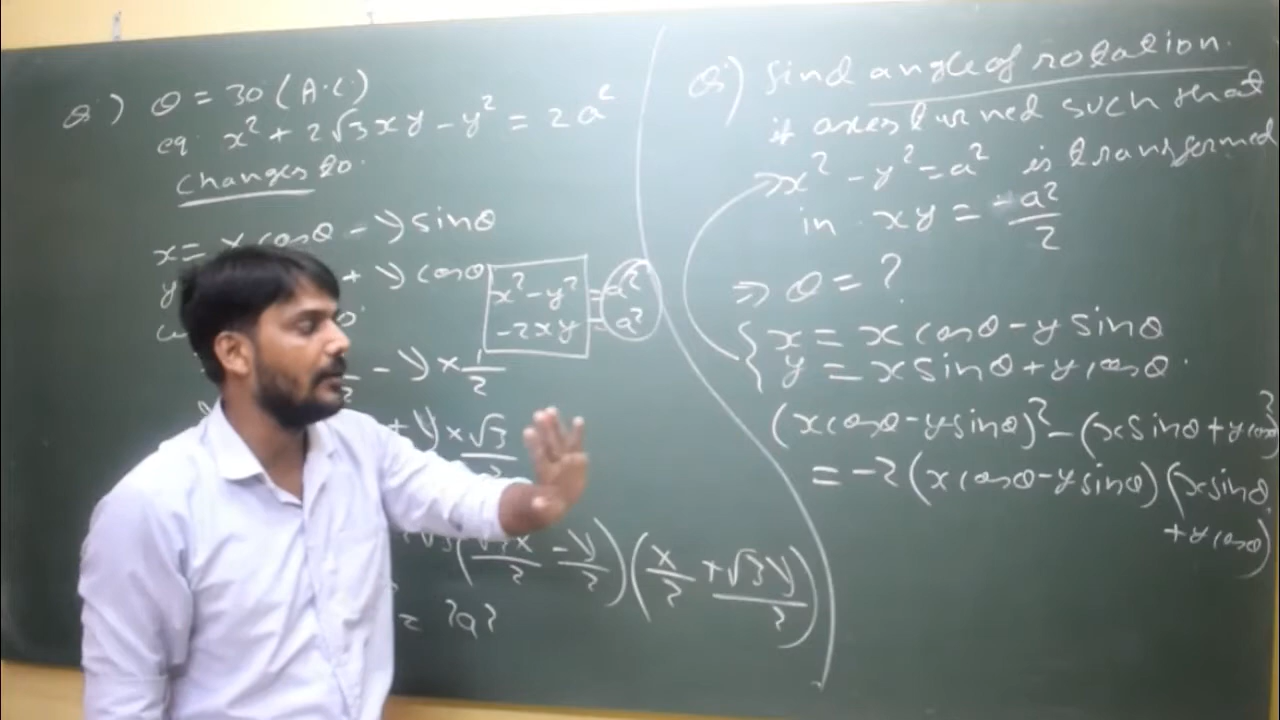 Q:) θ = 30 (A.C.)
eq. x² + 2√3xy - y² = 2a²
changes to.
x = x cosθ - y sinθ
y + y cosθ
- y × 1/2
+ y × √3/2
(√3x/2 - y/2)(x/2 + √3y/2)
= 2a²
x² - y² = a²
-2xy = a²
Q:) find angle of rotation.
if axes turned such that
x² - y² = a² is transformed
in xy = -a²/2
⇒ θ = ?
{ x = x cosθ - y sinθ
y = x sinθ + y cosθ.
(x cosθ - y sinθ)² - (x sinθ + y cosθ)²
= -2(x cosθ - y sinθ)(x sinθ
+ y cosθ)